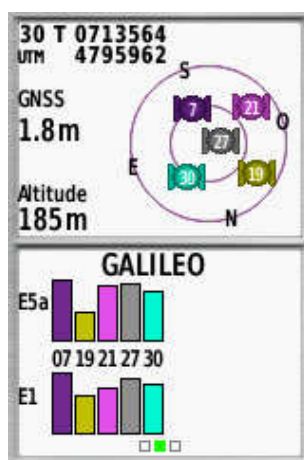 30 T 0713564
UTM 4795962
GNSS
1.8m
Altitude
185m
S
7
21
O
27
E
30
19
N
GALILEO
E5a
07 19 21 27 30
E1